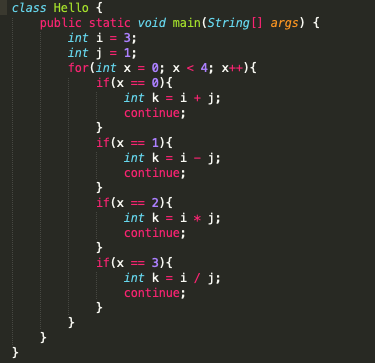 class Hello {
    public static void main(String[] args) {
        int i = 3;
        int j = 1;
        for(int x = 0; x < 4; x++){
            if(x == 0){
                int k = i + j;
                continue;
            }
            if(x == 1){
                int k = i - j;
                continue;
            }
            if(x == 2){
                int k = i * j;
                continue;
            }
            if(x == 3){
                int k = i / j;
                continue;
            }
        }
    }
}